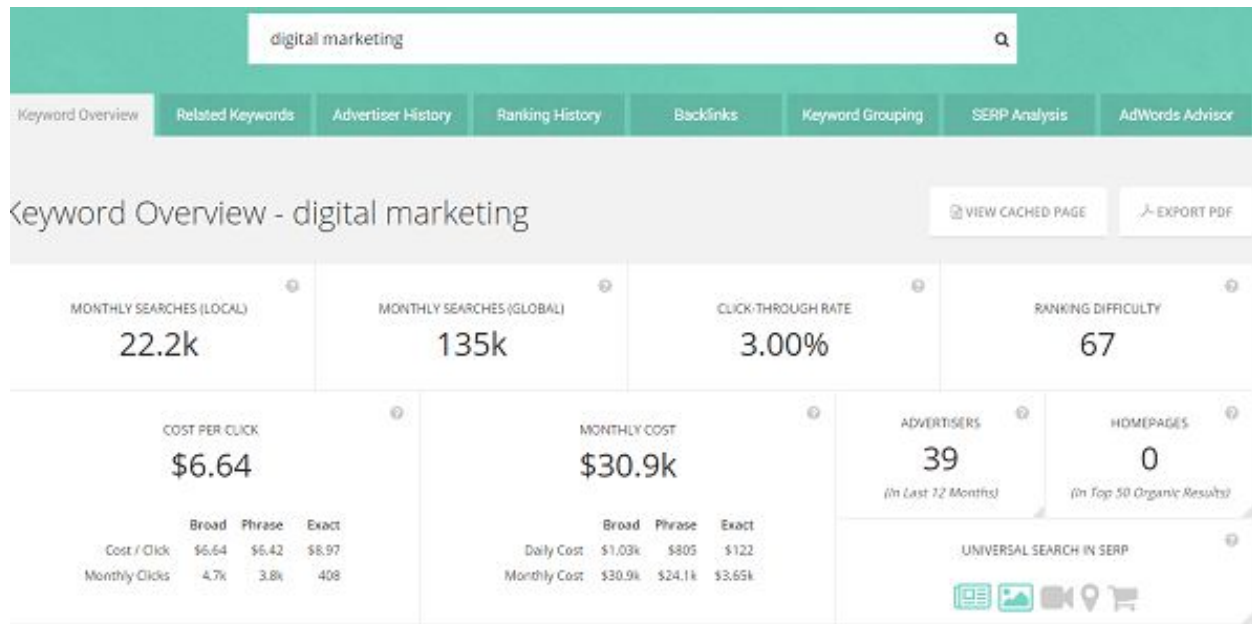 digital marketing
Keyword Overview Related Keywords Advertiser History Ranking History Backlinks Keyword Grouping SERP Analysis AdWords Advisor
Keyword Overview - digital marketing
VIEW CACHED PAGE EXPORT PDF
MONTHLY SEARCHES (LOCAL) MONTHLY SEARCHES (GLOBAL) CLICK-THROUGH RATE RANKING DIFFICULTY
22.2k 135k 3.00% 67
COST PER CLICK
$6.64
Broad Phrase Exact
Cost / Click $6.64 $6.42 $8.97
Monthly Clicks 4.7k 3.8k 408
MONTHLY COST
$30.9k
Broad Phrase Exact
Daily Cost $1.03k $805 $122
Monthly Cost $30.9k $24.1k $3.65k
ADVERTISERS
39
(In Last 12 Months)
HOMEPAGES
0
(In Top 50 Organic Results)
UNIVERSAL SEARCH IN SERP